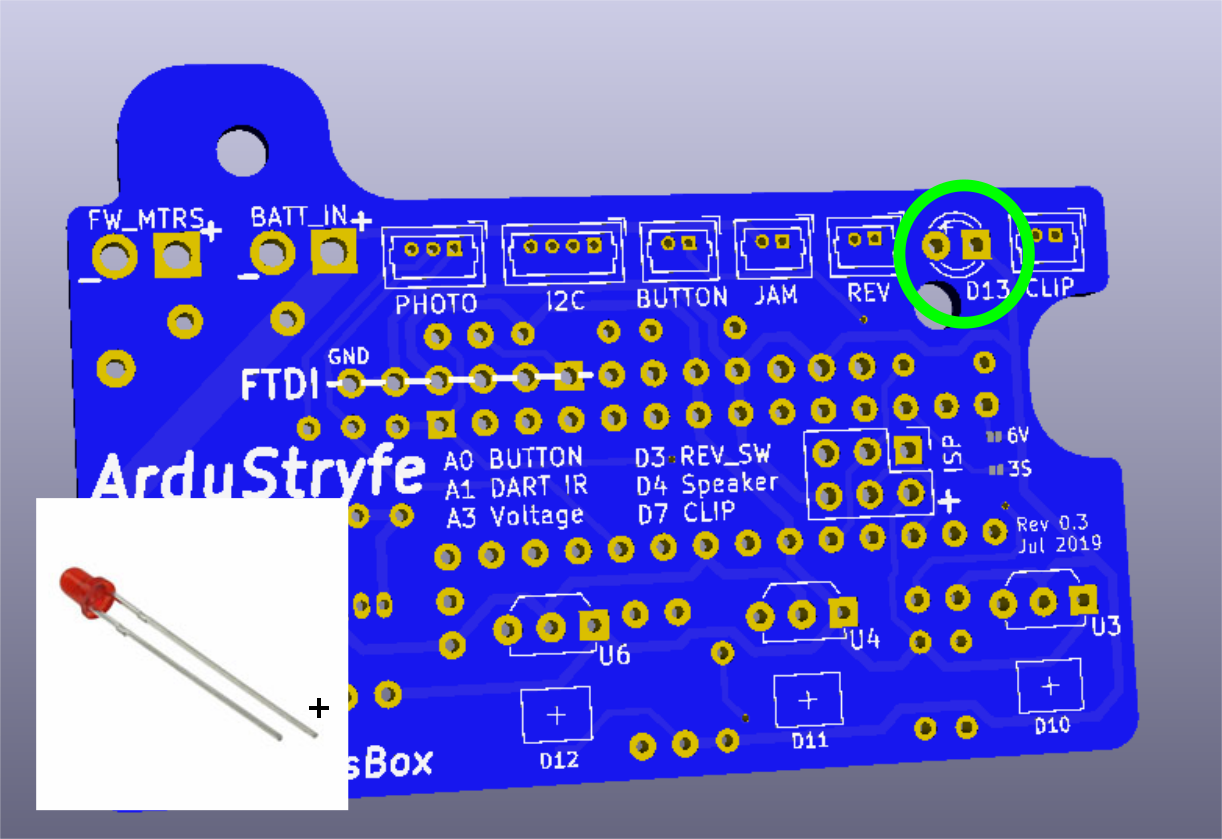 FW_MTRS +
BATT_IN +
-
-
PHOTO
I2C
BUTTON
JAM
REV
D13
CLIP
GND
FTDI
ArduStryfe
A0 BUTTON
A1 DART IR
A3 Voltage
D3 REV_SW
D4 Speaker
D7 CLIP
ISP
+
6V
3S
Rev 0.3
Jul 2019
U6
U4
U3
D12
D11
D10
sBox
+